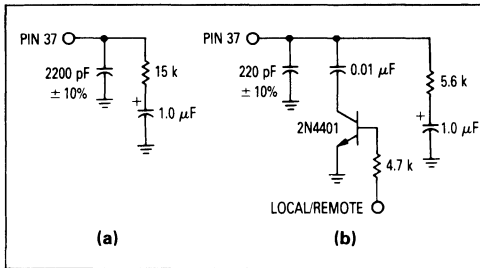 PIN 37
2200 pF
± 10%
15 k
+
1.0 μF
(a)
PIN 37
220 pF
± 10%
0.01 μF
2N4401
5.6 k
+
1.0 μF
4.7 k
LOCAL/REMOTE
(b)